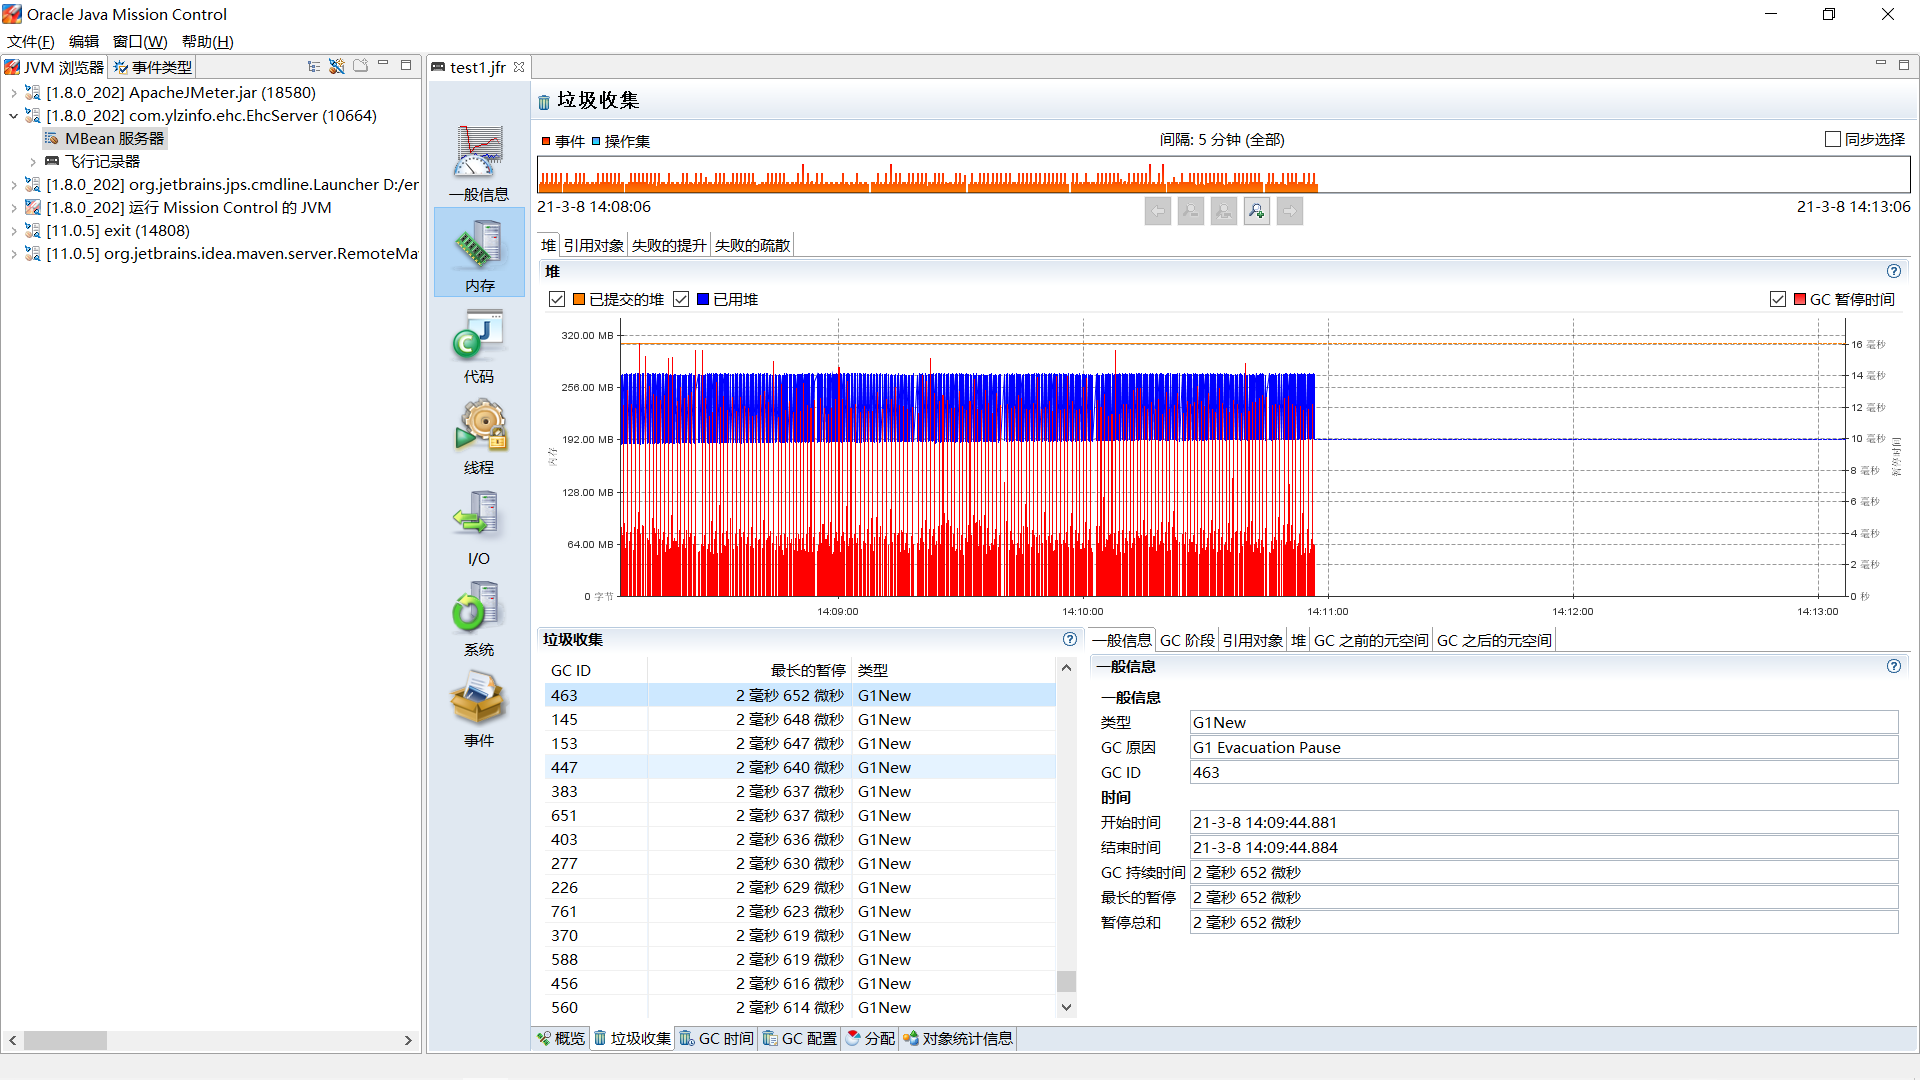 Oracle Java Mission Control
文件(F) 编辑 窗口(W) 帮助(H)
JVM 浏览器 事件类型
[1.8.0_202] ApacheJMeter.jar (18580)
[1.8.0_202] com.ylzinfo.ehc.EhcServer (10664)
MBean 服务器
飞行记录器
[1.8.0_202] org.jetbrains.jps.cmdline.Launcher D:/er
[1.8.0_202] 运行 Mission Control 的 JVM
[11.0.5] exit (14808)
[11.0.5] org.jetbrains.idea.maven.server.RemoteMa
test1.jfr
一般信息
内存
代码
线程
I/O
系统
事件
垃圾收集
事件 操作集 间隔: 5 分钟 (全部) 同步选择
21-3-8 14:08:06 21-3-8 14:13:06
堆 引用对象 失败的提升 失败的疏散
堆
已提交的堆 已用堆 GC 暂停时间
320.00 MB
256.00 MB
192.00 MB
128.00 MB
64.00 MB
0 字节
内存
16 毫秒
14 毫秒
12 毫秒
10 毫秒
8 毫秒
6 毫秒
4 毫秒
2 毫秒
0 秒
14:09:00 14:10:00 14:11:00 14:12:00 14:13:00
垃圾收集
GC ID 最长的暂停 类型
463 2 毫秒 652 微秒 G1New
145 2 毫秒 648 微秒 G1New
153 2 毫秒 647 微秒 G1New
447 2 毫秒 640 微秒 G1New
383 2 毫秒 637 微秒 G1New
651 2 毫秒 637 微秒 G1New
403 2 毫秒 636 微秒 G1New
277 2 毫秒 630 微秒 G1New
226 2 毫秒 629 微秒 G1New
761 2 毫秒 623 微秒 G1New
370 2 毫秒 619 微秒 G1New
588 2 毫秒 619 微秒 G1New
456 2 毫秒 616 微秒 G1New
560 2 毫秒 614 微秒 G1New
一般信息 GC 阶段 引用对象 堆 GC 之前的元空间 GC 之后的元空间
一般信息
一般信息
类型 G1New
GC 原因 G1 Evacuation Pause
GC ID 463
时间
开始时间 21-3-8 14:09:44.881
结束时间 21-3-8 14:09:44.884
GC 持续时间 2 毫秒 652 微秒
最长的暂停 2 毫秒 652 微秒
暂停总和 2 毫秒 652 微秒
概览 垃圾收集 GC 时间 GC 配置 分配 对象统计信息